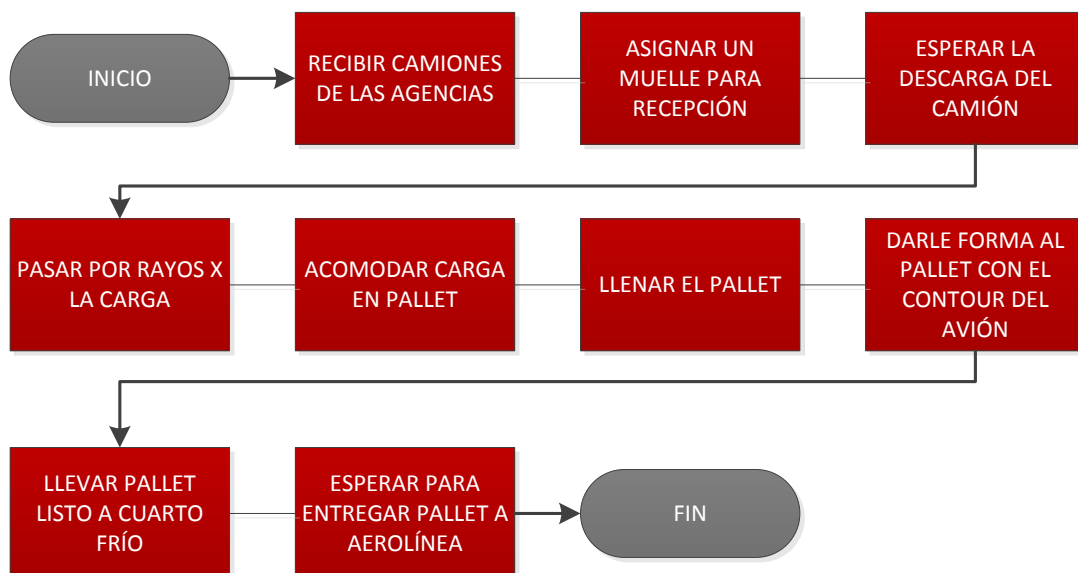 INICIO
RECIBIR CAMIONES
DE LAS AGENCIAS
ASIGNAR UN
MUELLE PARA
RECEPCIÓN
ESPERAR LA
DESCARGA DEL
CAMIÓN
PASAR POR RAYOS X
LA CARGA
ACOMODAR CARGA
EN PALLET
LLENAR EL PALLET
DARLE FORMA AL
PALLET CON EL
CONTOUR DEL
AVIÓN
LLEVAR PALLET
LISTO A CUARTO
FRÍO
ESPERAR PARA
ENTREGAR PALLET A
AEROLÍNEA
FIN